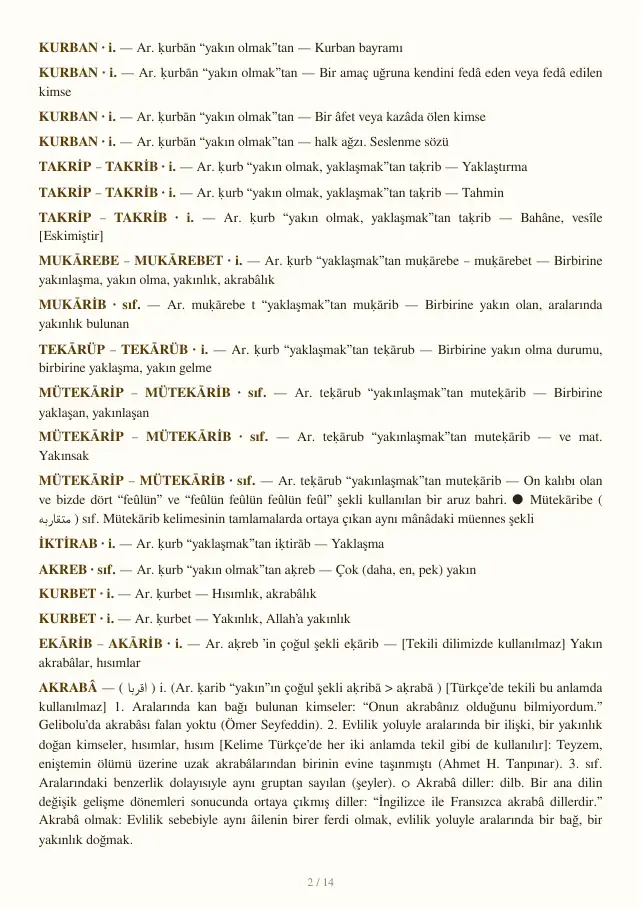 KURBAN · i. — Ar. ḳurbān “yakın olmak”tan — Kurban bayramı
KURBAN · i. — Ar. ḳurbān “yakın olmak”tan — Bir amaç uğruna kendini fedâ eden veya fedâ edilen
kimse
KURBAN · i. — Ar. ḳurbān “yakın olmak”tan — Bir âfet veya kazâda ölen kimse
KURBAN · i. — Ar. ḳurbān “yakın olmak”tan — halk ağzı. Seslenme sözü
TAKRİP – TAKRİB · i. — Ar. ḳurb “yakın olmak, yaklaşmak”tan taḳrib — Yaklaştırma
TAKRİP – TAKRİB · i. — Ar. ḳurb “yakın olmak, yaklaşmak”tan taḳrib — Tahmin
TAKRİP – TAKRİB · i. — Ar. ḳurb “yakın olmak, yaklaşmak”tan taḳrib — Bahâne, vesîle
[Eskimiştir]
MUKĀREBE – MUKĀREBET · i. — Ar. ḳurb “yaklaşmak”tan muḳārebe – muḳārebet — Birbirine
yakınlaşma, yakın olma, yakınlık, akrabâlık
MUKĀRİB · sıf. — Ar. muḳārebe t “yaklaşmak”tan muḳārib — Birbirine yakın olan, aralarında
yakınlık bulunan
TEKĀRÜP – TEKĀRÜB · i. — Ar. ḳurb “yaklaşmak”tan teḳārub — Birbirine yakın olma durumu,
birbirine yaklaşma, yakın gelme
MÜTEKĀRİP – MÜTEKĀRİB · sıf. — Ar. teḳārub “yakınlaşmak”tan muteḳārib — Birbirine
yaklaşan, yakınlaşan
MÜTEKĀRİP – MÜTEKĀRİB · sıf. — Ar. teḳārub “yakınlaşmak”tan muteḳārib — ve mat.
Yakınsak
MÜTEKĀRİP – MÜTEKĀRİB · sıf. — Ar. teḳārub “yakınlaşmak”tan muteḳārib — On kalıbı olan
ve bizde dört “feûlün” ve “feûlün feûlün feûlün feûl” şekli kullanılan bir aruz bahri. ● Mütekāribe (
متقاربه ) sıf. Mütekārib kelimesinin tamlamalarda ortaya çıkan aynı mânâdaki müennes şekli
İKTİRAB · i. — Ar. ḳurb “yaklaşmak”tan iḳtirāb — Yaklaşma
AKREB · sıf. — Ar. ḳurb “yakın olmak”tan aḳreb — Çok (daha, en, pek) yakın
KURBET · i. — Ar. ḳurbet — Hısımlık, akrabâlık
KURBET · i. — Ar. ḳurbet — Yakınlık, Allah’a yakınlık
EKĀRİB – AKĀRİB · i. — Ar. aḳreb ’in çoğul şekli eḳārib — [Tekili dilimizde kullanılmaz] Yakın
akrabâlar, hısımlar
AKRABÂ — ( اقربا ) i. (Ar. ḳarib “yakın”ın çoğul şekli aḳribā > aḳrabā ) [Türkçe’de tekili bu anlamda
kullanılmaz] 1. Aralarında kan bağı bulunan kimseler: “Onun akrabânız olduğunu bilmiyordum.”
Gelibolu’da akrabâsı falan yoktu (Ömer Seyfeddin). 2. Evlilik yoluyle aralarında bir ilişki, bir yakınlık
doğan kimseler, hısımlar, hısım [Kelime Türkçe’de her iki anlamda tekil gibi de kullanılır]: Teyzem,
eniştemin ölümü üzerine uzak akrabâlarından birinin evine taşınmıştı (Ahmet H. Tanpınar). 3. sıf.
Aralarındaki benzerlik dolayısıyle aynı gruptan sayılan (şeyler). ѻ Akrabâ diller: dilb. Bir ana dilin
değişik gelişme dönemleri sonucunda ortaya çıkmış diller: “İngilizce ile Fransızca akrabâ dillerdir.”
Akrabâ olmak: Evlilik sebebiyle aynı âilenin birer ferdi olmak, evlilik yoluyle aralarında bir bağ, bir
yakınlık doğmak.
2 / 14